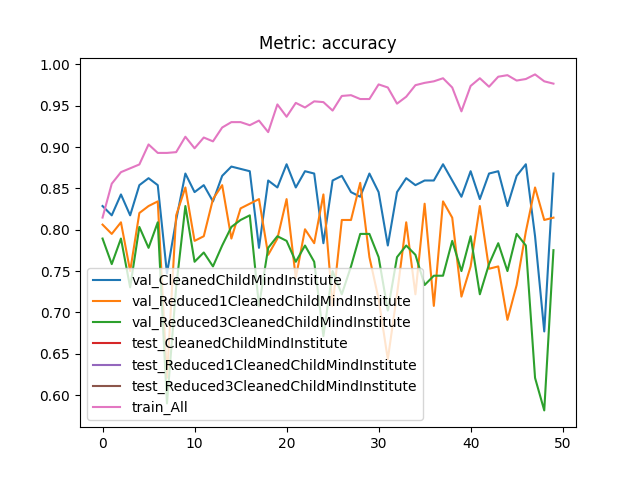 Metric: accuracy
1.00
0.95
0.90
0.85
0.80
0.75
0.70
0.65
0.60
val_CleanedChildMindInstitute
val_Reduced1CleanedChildMindInstitute
val_Reduced3CleanedChildMindInstitute
test_CleanedChildMindInstitute
test_Reduced1CleanedChildMindInstitute
test_Reduced3CleanedChildMindInstitute
train_All
0 10 20 30 40 50